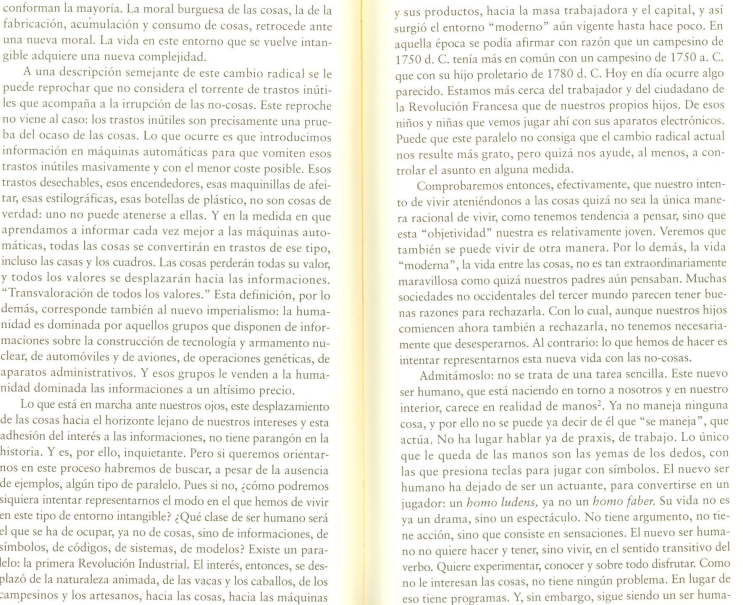 conforman la mayoría. La moral burguesa de las cosas, la de la
fabricación, acumulación y consumo de cosas, retrocede ante
una nueva moral. La vida en este entorno que se vuelve intan-
gible adquiere una nueva complejidad.
A una descripción semejante de este cambio radical se le
puede reprochar que no considera el torrente de trastos inúti-
les que acompaña a la irrupción de las no-cosas. Este reproche
no viene al caso: los trastos inútiles son precisamente una prue-
ba del ocaso de las cosas. Lo que ocurre es que introducimos
información en máquinas automáticas para que vomiten esos
trastos inútiles masivamente y con el menor coste posible. Esos
trastos desechables, esos encendedores, esas maquinillas de afei-
tar, esas estilográficas, esas botellas de plástico, no son cosas de
verdad: uno no puede atenerse a ellas. Y en la medida en que
aprendamos a informar cada vez mejor a las máquinas auto-
máticas, todas las cosas se convertirán en trastos de ese tipo,
incluso las casas y los cuadros. Las cosas perderán todas su valor,
y todos los valores se desplazarán hacia las informaciones.
“Transvaloración de todos los valores.” Esta definición, por lo
demás, corresponde también al nuevo imperialismo: la huma-
nidad es dominada por aquellos grupos que disponen de infor-
maciones sobre la construcción de tecnología y armamento nu-
clear, de automóviles y de aviones, de operaciones genéticas, de
aparatos administrativos. Y esos grupos le venden a la huma-
nidad dominada las informaciones a un altísimo precio.
Lo que está en marcha ante nuestros ojos, este desplazamiento
de las cosas hacia el horizonte lejano de nuestros intereses y esta
adhesión del interés a las informaciones, no tiene parangón en la
historia. Y es, por ello, inquietante. Pero si queremos orientar-
nos en este proceso habremos de buscar, a pesar de la ausencia
de ejemplos, algún tipo de paralelo. Pues si no, ¿cómo podremos
siquiera intentar representarnos el modo en el que hemos de vivir
en este tipo de entorno intangible? ¿Qué clase de ser humano será
el que se ha de ocupar, ya no de cosas, sino de informaciones, de
símbolos, de códigos, de sistemas, de modelos? Existe un para-
lelo: la primera Revolución Industrial. El interés, entonces, se des-
plazó de la naturaleza animada, de las vacas y los caballos, de los
campesinos y los artesanos, hacia las cosas, hacia las máquinas
y sus productos, hacia la masa trabajadora y el capital, y así
surgió el entorno “moderno” aún vigente hasta hace poco. En
aquella época se podía afirmar con razón que un campesino de
1750 d. C. tenía más en común con un campesino de 1750 a. C.
que con su hijo proletario de 1780 d. C. Hoy en día ocurre algo
parecido. Estamos más cerca del trabajador y del ciudadano de
la Revolución Francesa que de nuestros propios hijos. De esos
niños y niñas que vemos jugar ahí con sus aparatos electrónicos.
Puede que este paralelo no consiga que el cambio radical actual
nos resulte más grato, pero quizá nos ayude, al menos, a con-
trolar el asunto en alguna medida.
Comprobaremos entonces, efectivamente, que nuestro inten-
to de vivir ateniéndonos a las cosas quizá no sea la única mane-
ra racional de vivir, como tenemos tendencia a pensar, sino que
esta “objetividad” nuestra es relativamente joven. Veremos que
también se puede vivir de otra manera. Por lo demás, la vida
“moderna”, la vida entre las cosas, no es tan extraordinariamente
maravillosa como quizá nuestros padres aún pensaban. Muchas
sociedades no occidentales del tercer mundo parecen tener bue-
nas razones para rechazarla. Con lo cual, aunque nuestros hijos
comiencen ahora también a rechazarla, no tenemos necesaria-
mente que desesperarnos. Al contrario: lo que hemos de hacer es
intentar representarnos esta nueva vida con las no-cosas.
Admitámoslo: no se trata de una tarea sencilla. Este nuevo
ser humano, que está naciendo en torno a nosotros y en nuestro
interior, carece en realidad de manos². Ya no maneja ninguna
cosa, y por ello no se puede ya decir de él que “se maneja”, que
actúa. No ha lugar hablar ya de praxis, de trabajo. Lo único
que le queda de las manos son las yemas de los dedos, con
las que presiona teclas para jugar con símbolos. El nuevo ser
humano ha dejado de ser un actuante, para convertirse en un
jugador: un homo ludens, ya no un homo faber. Su vida no es
ya un drama, sino un espectáculo. No tiene argumento, no tie-
ne acción, sino que consiste en sensaciones. El nuevo ser huma-
no no quiere hacer y tener, sino vivir, en el sentido transitivo del
verbo. Quiere experimentar, conocer y sobre todo disfrutar. Como
no le interesan las cosas, no tiene ningún problema. En lugar de
eso tiene programas. Y, sin embargo, sigue siendo un ser huma-